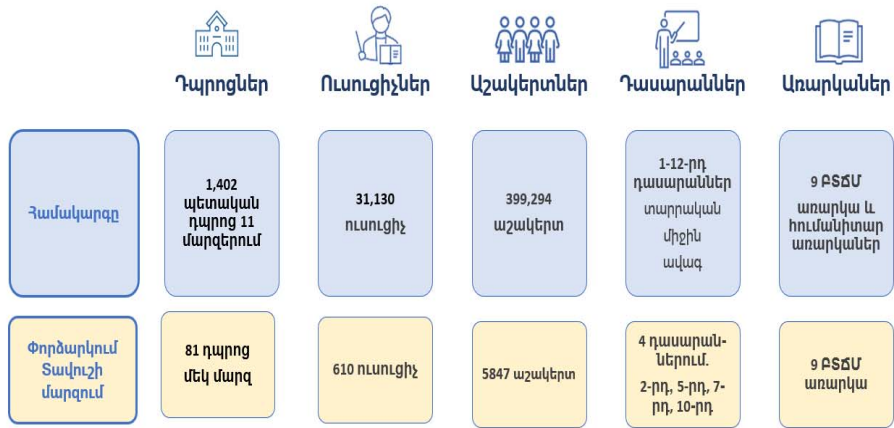 Դպրոցներ
Ուսուցիչներ
Աշակերտներ
Դասարաններ
Առարկաներ
Համակարգը
1,402
պետական
դպրոց 11
մարզերում
31,130
ուսուցիչ
399,294
աշակերտ
1-12-րդ
դասարաններ
տարրական
միջին
ավագ
9 ԲՏՃՄ
առարկա և
հումանիտար
առարկաներ
Փորձարկում
Տավուշի
մարզում
81 դպրոց
մեկ մարզ
610 ուսուցիչ
5847 աշակերտ
4 դասարան-
ներում.
2-րդ, 5-րդ, 7-
րդ, 10-րդ
9 ԲՏՃՄ
առարկա